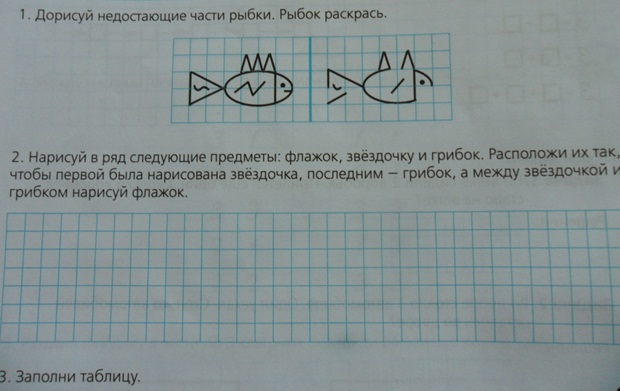 1. Дорисуй недостающие части рыбки. Рыбок раскрась.
2. Нарисуй в ряд следующие предметы: флажок, звёздочку и грибок. Расположи их так,
чтобы первой была нарисована звёздочка, последним – грибок, а между звёздочкой и
грибком нарисуй флажок.
3. Заполни таблицу.